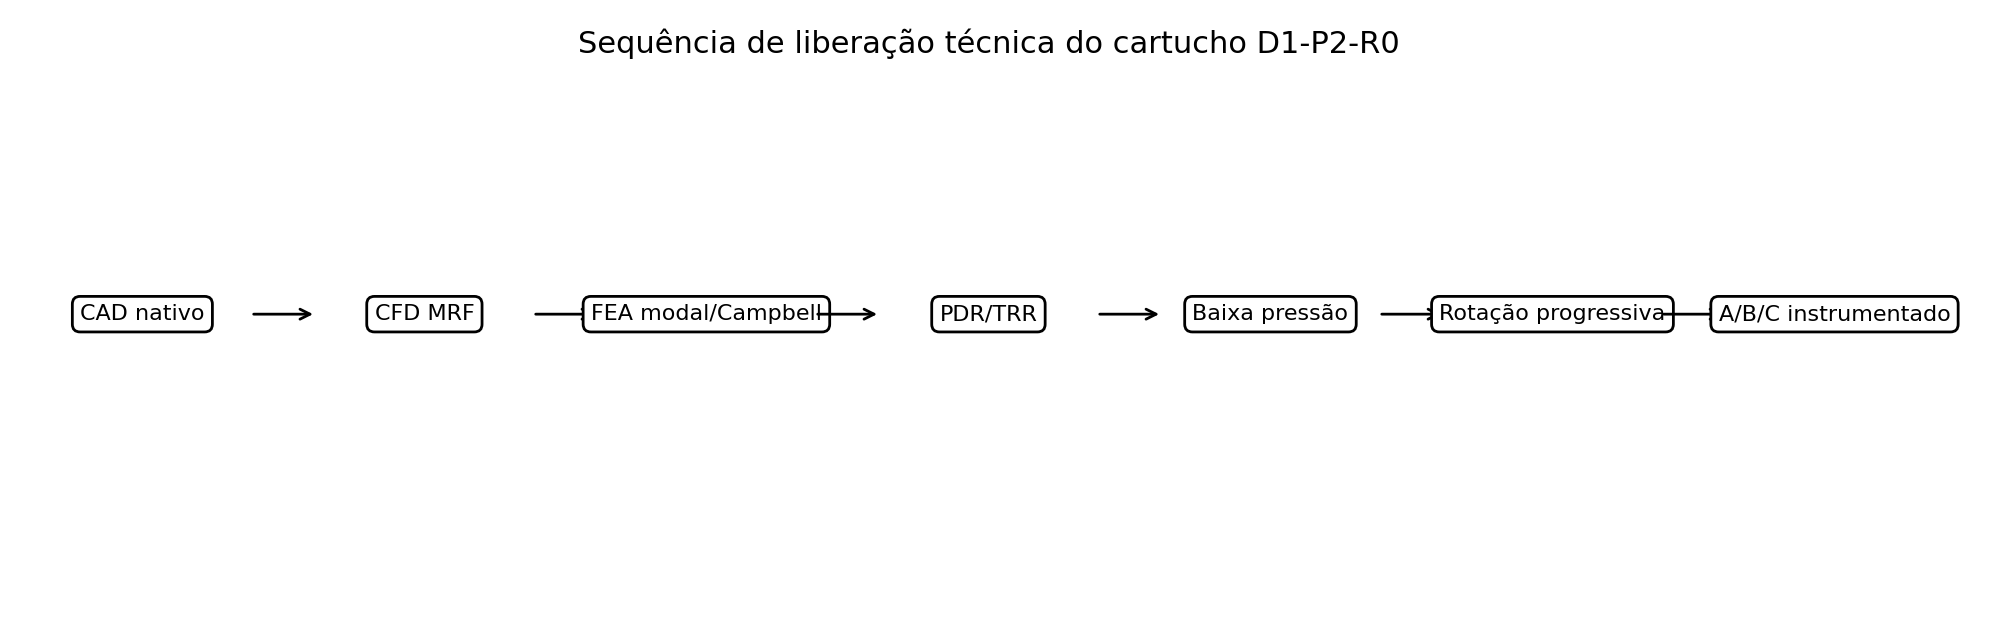 Sequência de liberação técnica do cartucho D1-P2-R0
CAD nativo
CFD MRF
FEA modal/Campbell
PDR/TRR
Baixa pressão
Rotação progressiva
A/B/C instrumentado